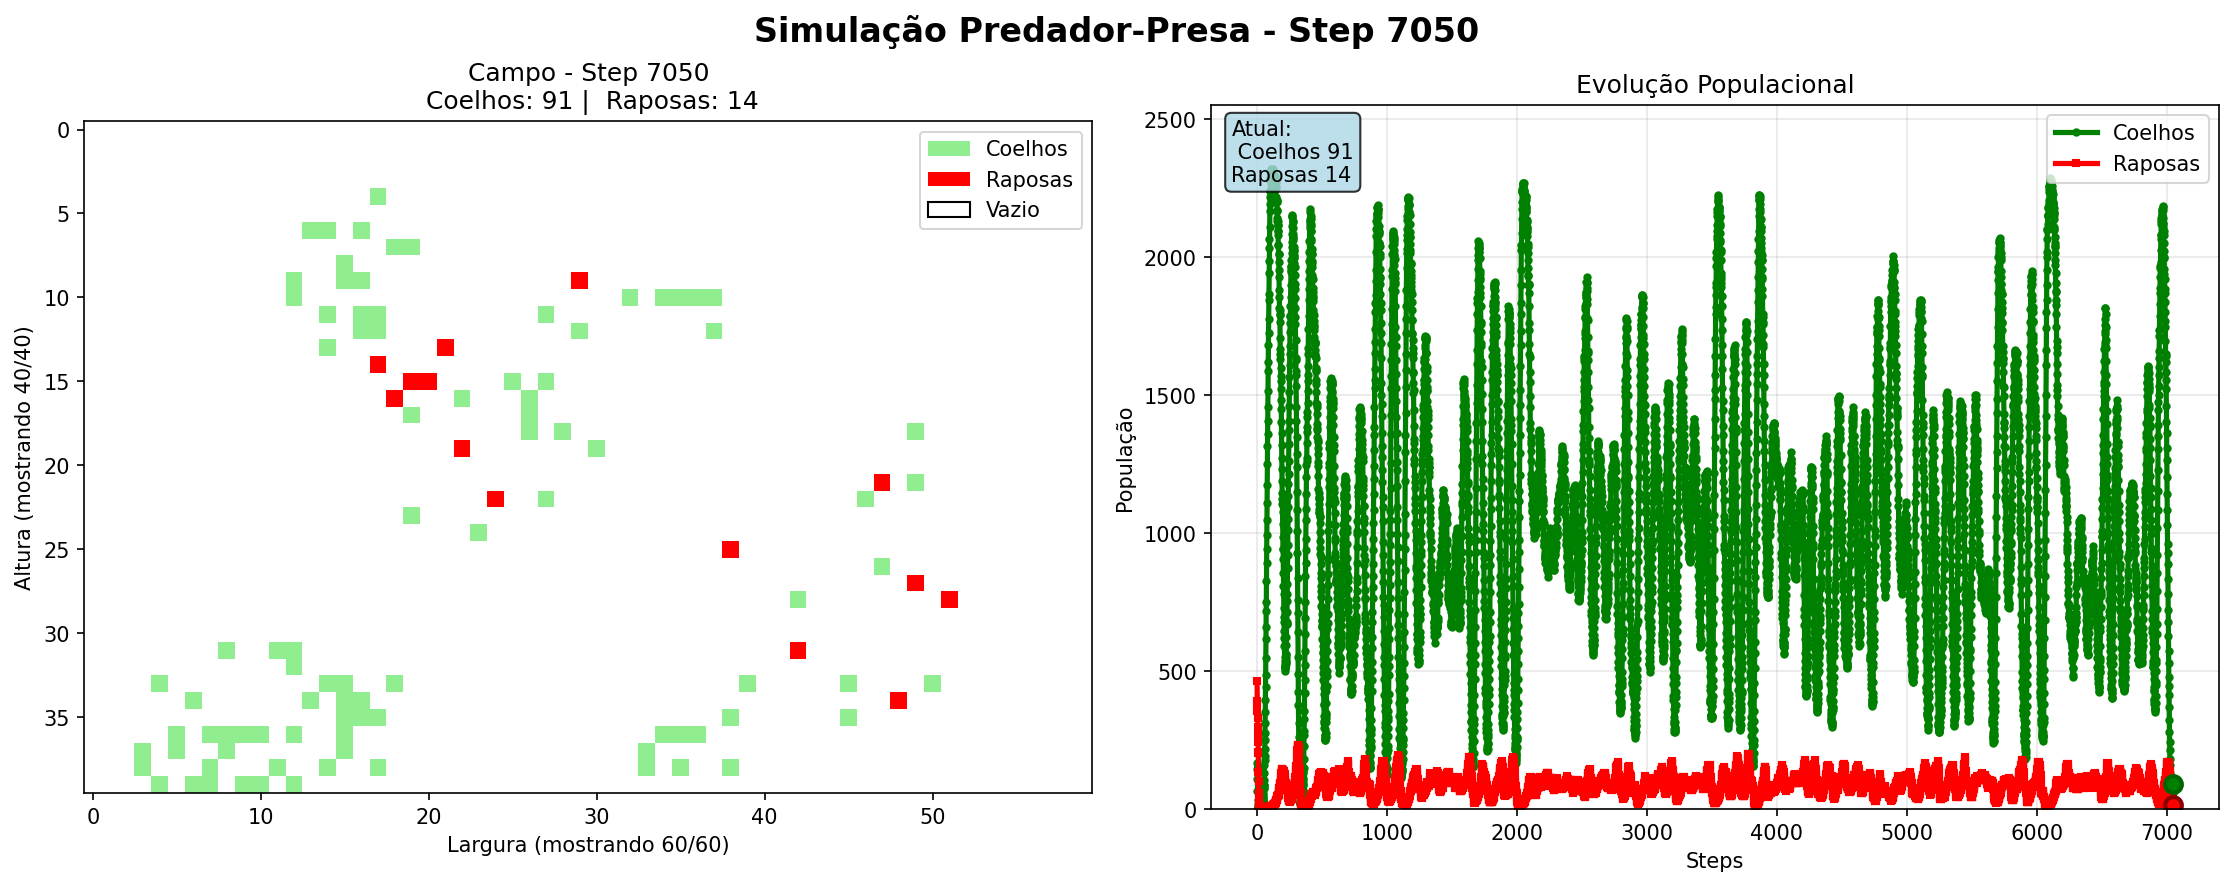 Simulação Predador-Presa - Step 7050
Campo - Step 7050
Coelhos: 91 | Raposas: 14
Coelhos
Raposas
Vazio
0
5
10
15
20
25
30
35
Altura (mostrando 40/40)
0
10
20
30
40
50
Largura (mostrando 60/60)
Evolução Populacional
Atual:
Coelhos 91
Raposas 14
Coelhos
Raposas
2500
2000
1500
1000
500
0
População
0
1000
2000
3000
4000
5000
6000
7000
Steps